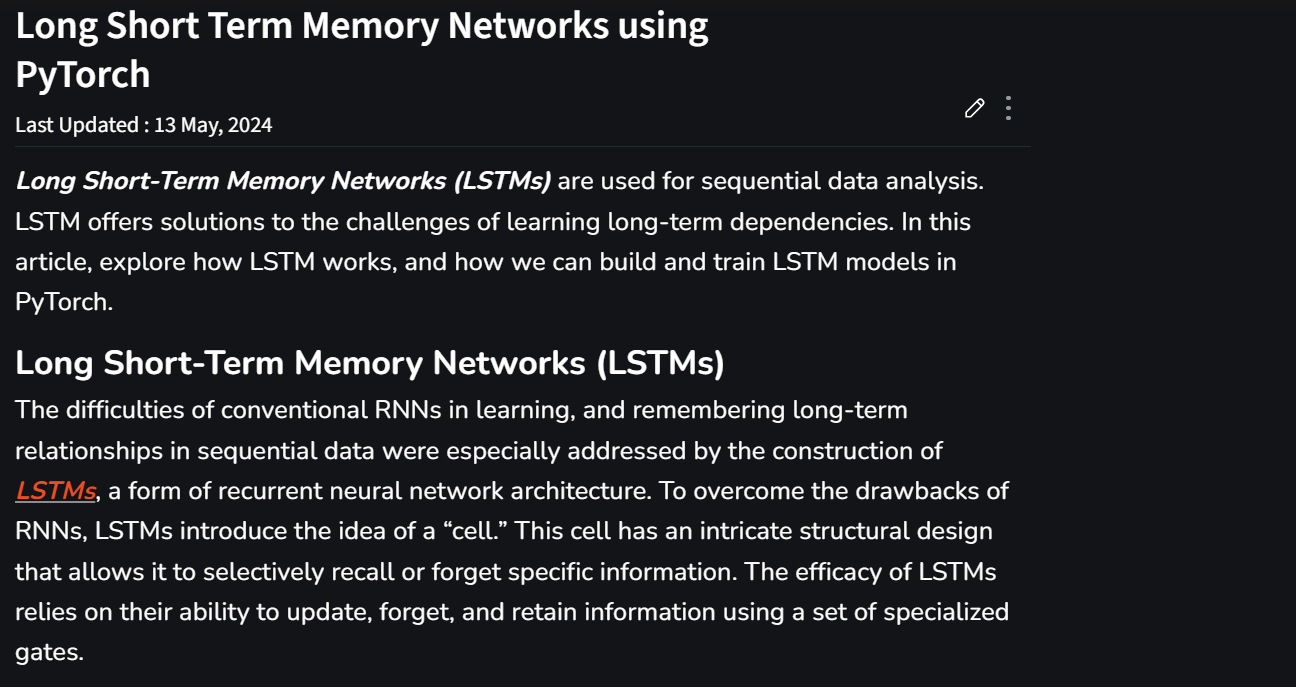 Long Short Term Memory Networks using
PyTorch
Last Updated : 13 May, 2024
Long Short-Term Memory Networks (LSTMs) are used for sequential data analysis.
LSTM offers solutions to the challenges of learning long-term dependencies. In this
article, explore how LSTM works, and how we can build and train LSTM models in
PyTorch.
Long Short-Term Memory Networks (LSTMs)
The difficulties of conventional RNNs in learning, and remembering long-term
relationships in sequential data were especially addressed by the construction of
LSTMs, a form of recurrent neural network architecture. To overcome the drawbacks of
RNNs, LSTMs introduce the idea of a “cell.” This cell has an intricate structural design
that allows it to selectively recall or forget specific information. The efficacy of LSTMs
relies on their ability to update, forget, and retain information using a set of specialized
gates.